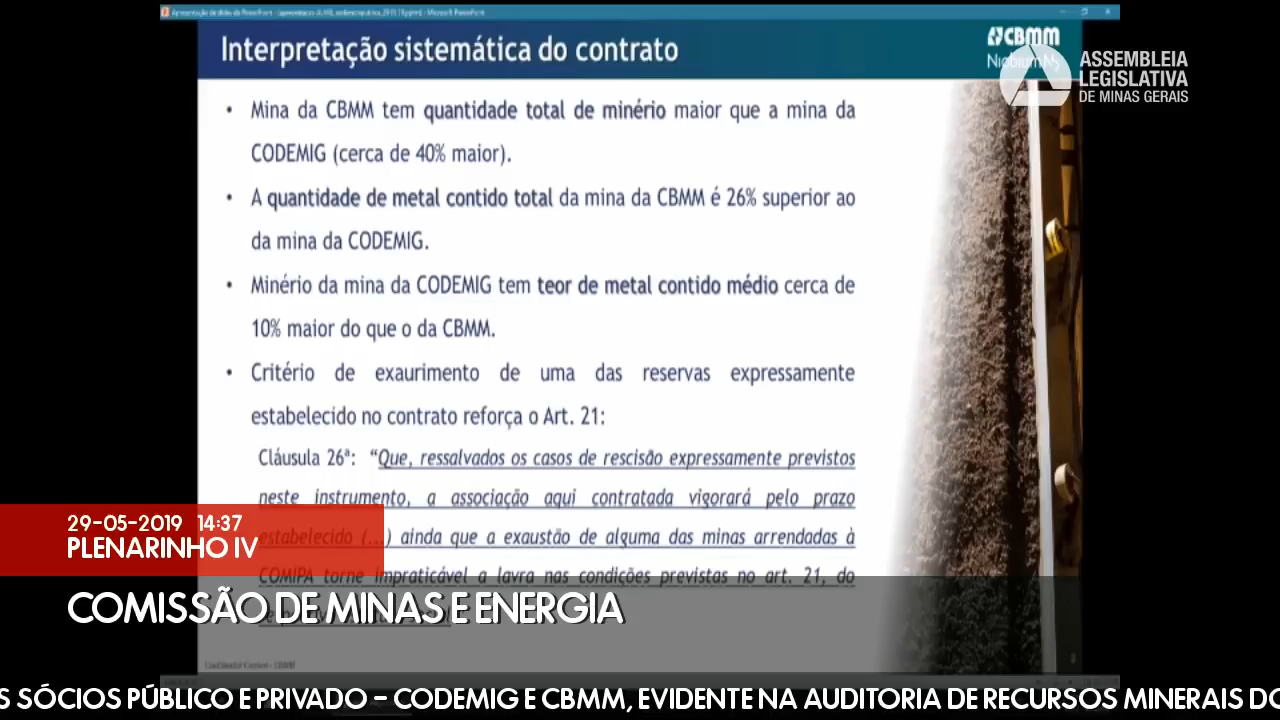 Interpretação sistemática do contrato
CBMM
ASSEMBLEIA
LEGISLATIVA
DE MINAS GERAIS
• Mina da CBMM tem quantidade total de minério maior que a mina da
CODEMIG (cerca de 40% maior).
• A quantidade de metal contido total da mina da CBMM é 26% superior ao
da mina da CODEMIG.
• Minério da mina da CODEMIG tem teor de metal contido médio cerca de
10% maior do que o da CBMM.
• Critério de exaurimento de uma das reservas expressamente
estabelecido no contrato reforça o Art. 21:
Cláusula 26ª: “Que, ressalvados os casos de rescisão expressamente previstos
neste instrumento, a associação aqui contratada vigorará pelo prazo
estabelecido (...) ainda que a exaustão de alguma das minas arrendadas à
COMIPA torne impraticável a lavra nas condições previstas no art. 21, do
29-05-2019 14:37
PLENARINHO IV
COMISSÃO DE MINAS E ENERGIA
S SÓCIOS PÚBLICO E PRIVADO – CODEMIG E CBMM, EVIDENTE NA AUDITORIA DE RECURSOS MINERAIS DO